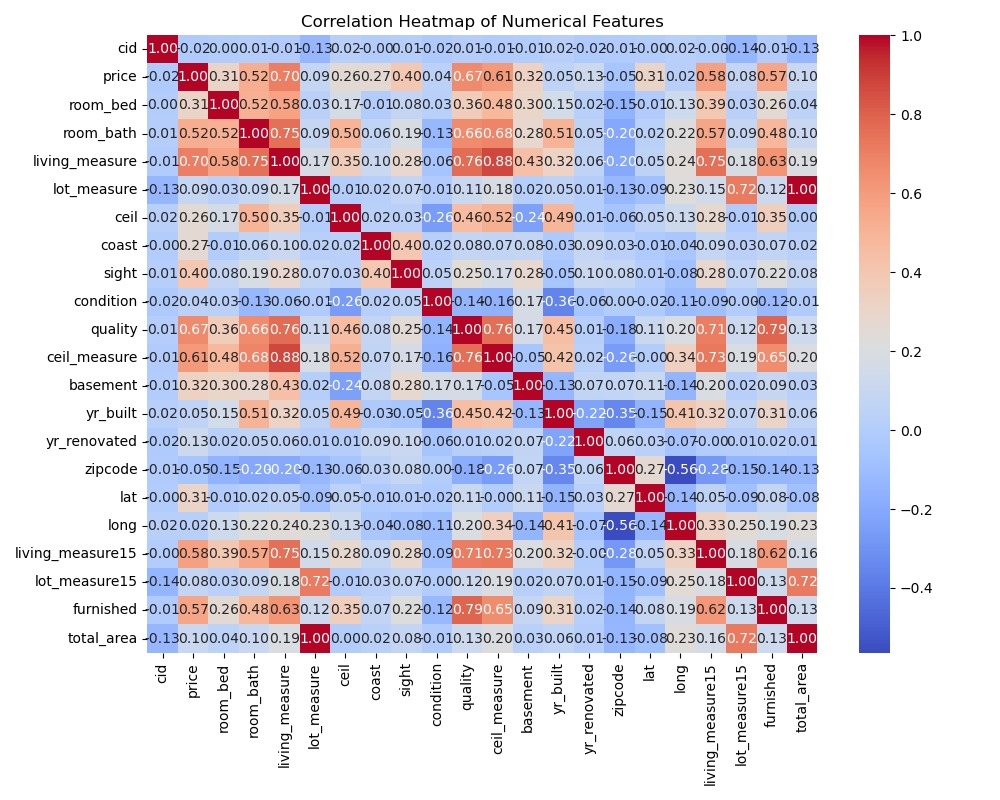 Correlation Heatmap of Numerical Features
cid 1.00 -0.02 0.00 0.01 -0.01 -0.13 0.02 -0.00 0.01 -0.02 0.01 -0.01 -0.01 0.02 -0.02 -0.01 -0.00 0.02 -0.00 -0.14 -0.01 -0.13
price -0.02 1.00 0.31 0.52 0.70 0.09 0.26 0.27 0.40 0.04 0.67 0.61 0.32 0.05 0.13 -0.05 0.31 0.02 0.58 0.08 0.57 0.10
room_bed 0.00 0.31 1.00 0.52 0.58 0.03 0.17 -0.01 0.08 0.03 0.36 0.48 0.30 0.15 0.02 -0.15 -0.01 0.13 0.39 0.03 0.26 0.04
room_bath 0.01 0.52 0.52 1.00 0.75 0.09 0.50 0.06 0.19 -0.13 0.66 0.68 0.28 0.51 0.05 -0.20 0.02 0.22 0.57 0.09 0.48 0.10
living_measure -0.01 0.70 0.58 0.75 1.00 0.17 0.35 0.10 0.28 -0.06 0.76 0.88 0.43 0.32 0.06 -0.20 0.05 0.24 0.75 0.18 0.63 0.19
lot_measure -0.13 0.09 0.03 0.09 0.17 1.00 -0.01 0.02 0.07 -0.01 0.11 0.18 0.02 0.05 0.01 -0.13 -0.09 0.23 0.15 0.72 0.12 1.00
ceil 0.02 0.26 0.17 0.50 0.35 -0.01 1.00 0.02 0.03 -0.26 0.46 0.52 -0.24 0.49 0.01 -0.06 0.05 0.13 0.28 -0.01 0.35 0.00
coast -0.00 0.27 -0.01 0.06 0.10 0.02 0.02 1.00 0.40 0.02 0.08 0.07 0.08 -0.03 0.09 0.03 -0.01 -0.04 0.09 0.03 0.07 0.02
sight 0.01 0.40 0.08 0.19 0.28 0.07 0.03 0.40 1.00 0.05 0.25 0.17 0.28 -0.05 0.10 0.08 0.01 -0.08 0.28 0.07 0.22 0.08
condition -0.02 0.04 0.03 -0.13 -0.06 -0.01 -0.26 0.02 0.05 1.00 -0.14 -0.16 0.17 -0.36 -0.06 0.00 -0.02 -0.11 -0.09 -0.00 -0.12 -0.01
quality 0.01 0.67 0.36 0.66 0.76 0.11 0.46 0.08 0.25 -0.14 1.00 0.76 0.17 0.45 0.01 -0.18 0.11 0.20 0.71 0.12 0.79 0.13
ceil_measure -0.01 0.61 0.48 0.68 0.88 0.18 0.52 0.07 0.17 -0.16 0.76 1.00 -0.05 0.42 0.02 -0.26 -0.00 0.34 0.73 0.19 0.65 0.20
basement -0.01 0.32 0.30 0.28 0.43 0.02 -0.24 0.08 0.28 0.17 0.17 -0.05 1.00 -0.13 0.07 0.07 0.11 -0.14 0.20 0.02 0.09 0.03
yr_built 0.02 0.05 0.15 0.51 0.32 0.05 0.49 -0.03 -0.05 -0.36 0.45 0.42 -0.13 1.00 -0.22 -0.35 -0.15 0.41 0.32 0.07 0.31 0.06
yr_renovated -0.02 0.13 0.02 0.05 0.06 0.01 0.01 0.09 0.10 -0.06 0.01 0.02 0.07 -0.22 1.00 0.06 0.03 -0.07 -0.00 0.01 0.02 0.01
zipcode -0.01 -0.05 -0.15 -0.20 -0.20 -0.13 -0.06 0.03 0.08 0.00 -0.18 -0.26 0.07 -0.35 0.06 1.00 0.27 -0.56 -0.28 -0.15 -0.14 -0.13
lat -0.00 0.31 -0.01 0.02 0.05 -0.09 0.05 -0.01 0.01 -0.02 0.11 -0.00 0.11 -0.15 0.03 0.27 1.00 -0.14 0.05 -0.09 0.08 -0.08
long 0.02 0.02 0.13 0.22 0.24 0.23 0.13 -0.04 -0.08 -0.11 0.20 0.34 -0.14 0.41 -0.07 -0.56 -0.14 1.00 0.33 0.25 0.19 0.23
living_measure15 -0.00 0.58 0.39 0.57 0.75 0.15 0.28 0.09 0.28 -0.09 0.71 0.73 0.20 0.32 -0.00 -0.28 0.05 0.33 1.00 0.18 0.62 0.16
lot_measure15 -0.14 0.08 0.03 0.09 0.18 0.72 -0.01 0.03 0.07 -0.00 0.12 0.19 0.02 0.07 0.01 -0.15 -0.09 0.25 0.18 1.00 0.13 0.72
furnished -0.01 0.57 0.26 0.48 0.63 0.12 0.35 0.07 0.22 -0.12 0.79 0.65 0.09 0.31 0.02 -0.14 0.08 0.19 0.62 0.13 1.00 0.13
total_area -0.13 0.10 0.04 0.10 0.19 1.00 0.00 0.02 0.08 -0.01 0.13 0.20 0.03 0.06 0.01 -0.13 -0.08 0.23 0.16 0.72 0.13 1.00
cid price room_bed room_bath living_measure lot_measure ceil coast sight condition quality ceil_measure basement yr_built yr_renovated zipcode lat long living_measure15 lot_measure15 furnished total_area
1.0
0.8
0.6
0.4
0.2
0.0
−0.2
−0.4